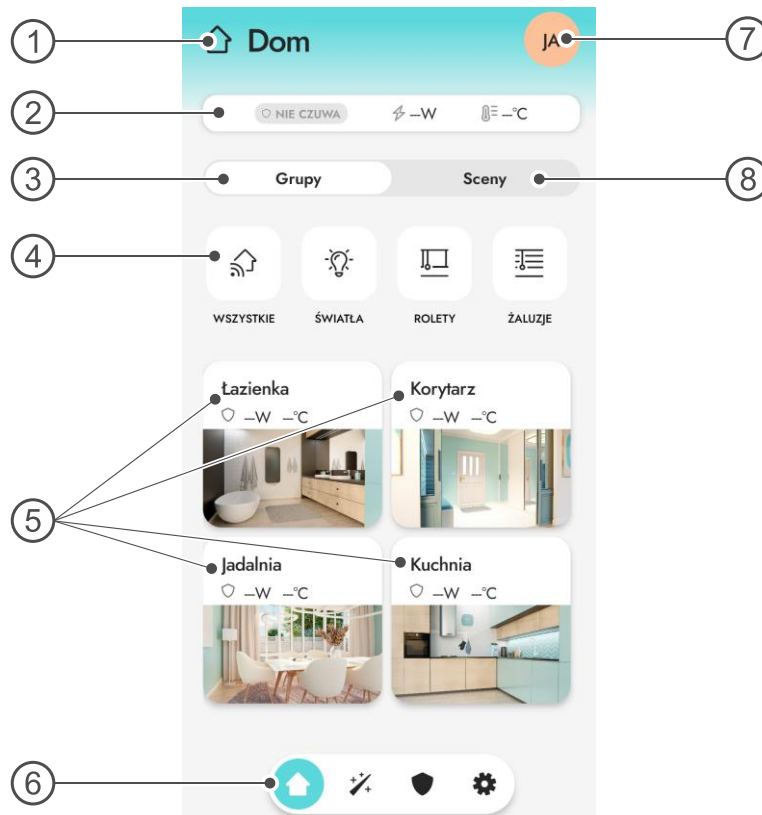 1 Dom JA 7
2 NIE CZUWA --W --°C
3 Grupy Sceny 8
4
WSZYSTKIE ŚWIATŁA ROLETY ŻALUZJE
Łazienka Korytarz
--W --°C --W --°C
5
Jadalnia Kuchnia
--W --°C --W --°C
6